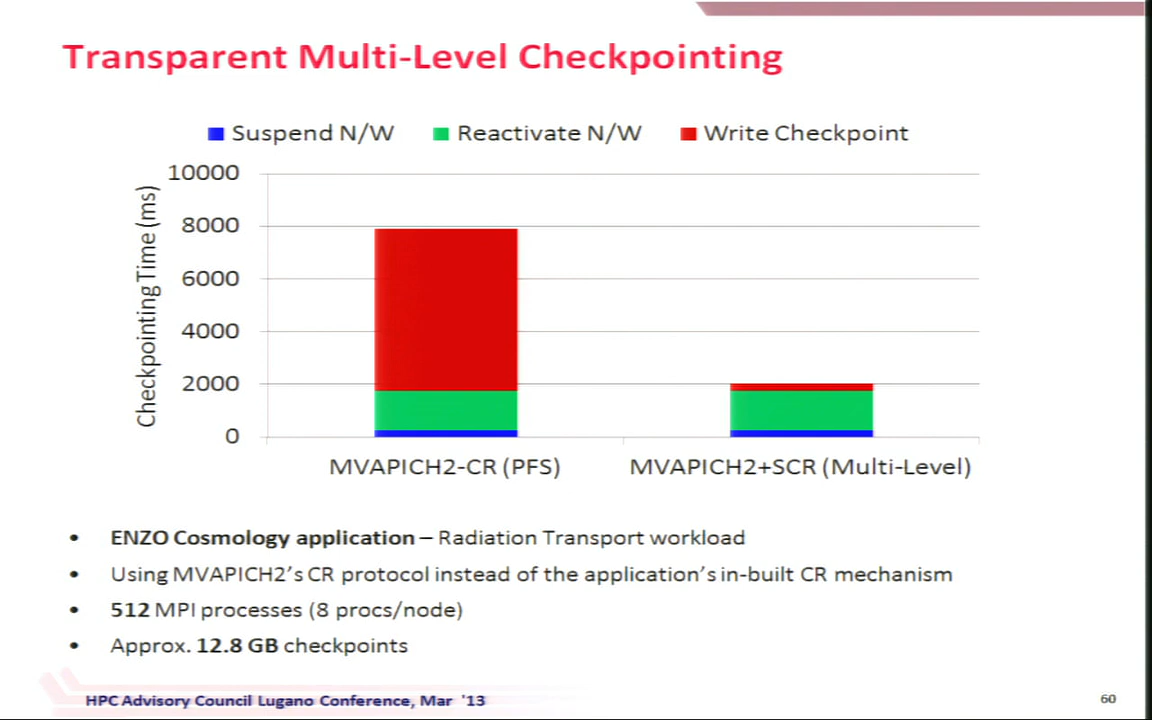 Transparent Multi-Level Checkpointing
Suspend N/W Reactivate N/W Write Checkpoint
Checkpointing Time (ms)
10000
8000
6000
4000
2000
0
MVAPICH2-CR (PFS) MVAPICH2+SCR (Multi-Level)
• ENZO Cosmology application – Radiation Transport workload
• Using MVAPICH2’s CR protocol instead of the application’s in-built CR mechanism
• 512 MPI processes (8 procs/node)
• Approx. 12.8 GB checkpoints
HPC Advisory Council Lugano Conference, Mar '13
60